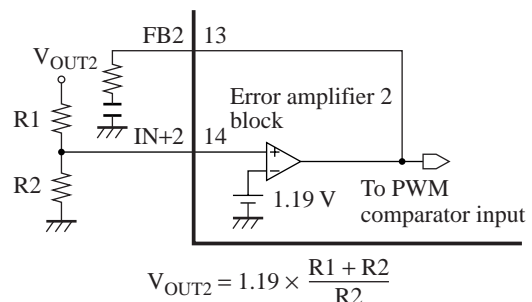 FB2 13
VOUT2
R1
Error amplifier 2
block
IN+2 14
+
−
R2
1.19 V
To PWM
comparator input
VOUT2 = 1.19 × R1 + R2 / R2